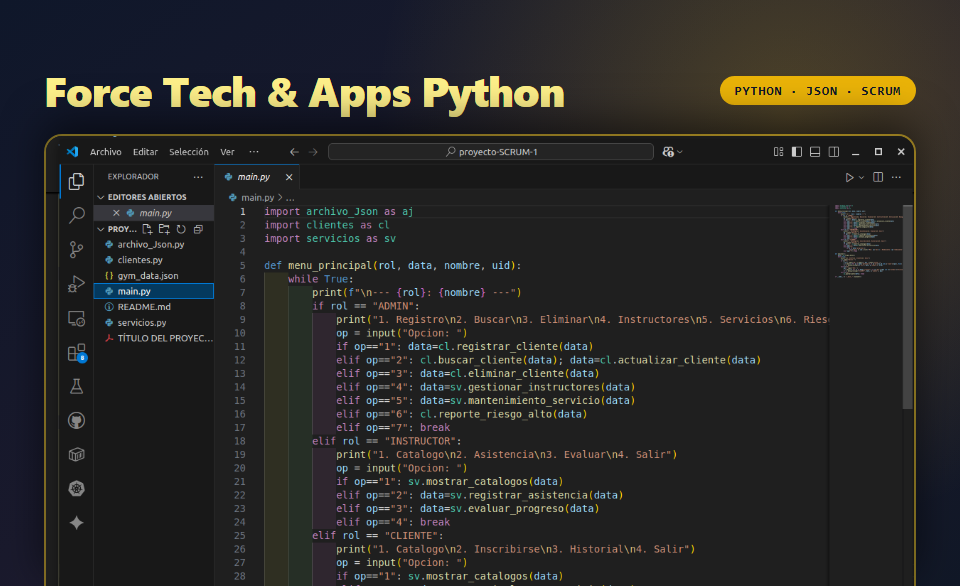 Force Tech & Apps Python
PYTHON · JSON · SCRUM
Archivo Editar Selección Ver ··· proyecto-SCRUM-1
EXPLORADOR ···
main.py
EDITORES ABIERTOS
main.py
main.py > ...
PROY...
archivo_Json.py
clientes.py
{} gym_data.json
main.py
README.md
servicios.py
TÍTULO DEL PROYEC...
8
1 import archivo_Json as aj
2 import clientes as cl
3 import servicios as sv
4
5 def menu_principal(rol, data, nombre, uid):
6 while True:
7 print(f"\n--- {rol}: {nombre} ---")
8 if rol == "ADMIN":
9 print("1. Registro\n2. Buscar\n3. Eliminar\n4. Instructores\n5. Servicios\n6. Ries
10 op = input("Opcion: ")
11 if op=="1": data=cl.registrar_cliente(data)
12 elif op=="2": cl.buscar_cliente(data); data=cl.actualizar_cliente(data)
13 elif op=="3": data=cl.eliminar_cliente(data)
14 elif op=="4": data=sv.gestionar_instructores(data)
15 elif op=="5": data=sv.mantenimiento_servicio(data)
16 elif op=="6": cl.reporte_riesgo_alto(data)
17 elif op=="7": break
18 elif rol == "INSTRUCTOR":
19 print("1. Catalogo\n2. Asistencia\n3. Evaluar\n4. Salir")
20 op = input("Opcion: ")
21 if op=="1": sv.mostrar_catalogos(data)
22 elif op=="2": data=sv.registrar_asistencia(data)
23 elif op=="3": data=sv.evaluar_progreso(data)
24 elif op=="4": break
25 elif rol == "CLIENTE":
26 print("1. Catalogo\n2. Inscribirse\n3. Historial\n4. Salir")
27 op = input("Opcion: ")
28 if op=="1": sv.mostrar_catalogos(data)